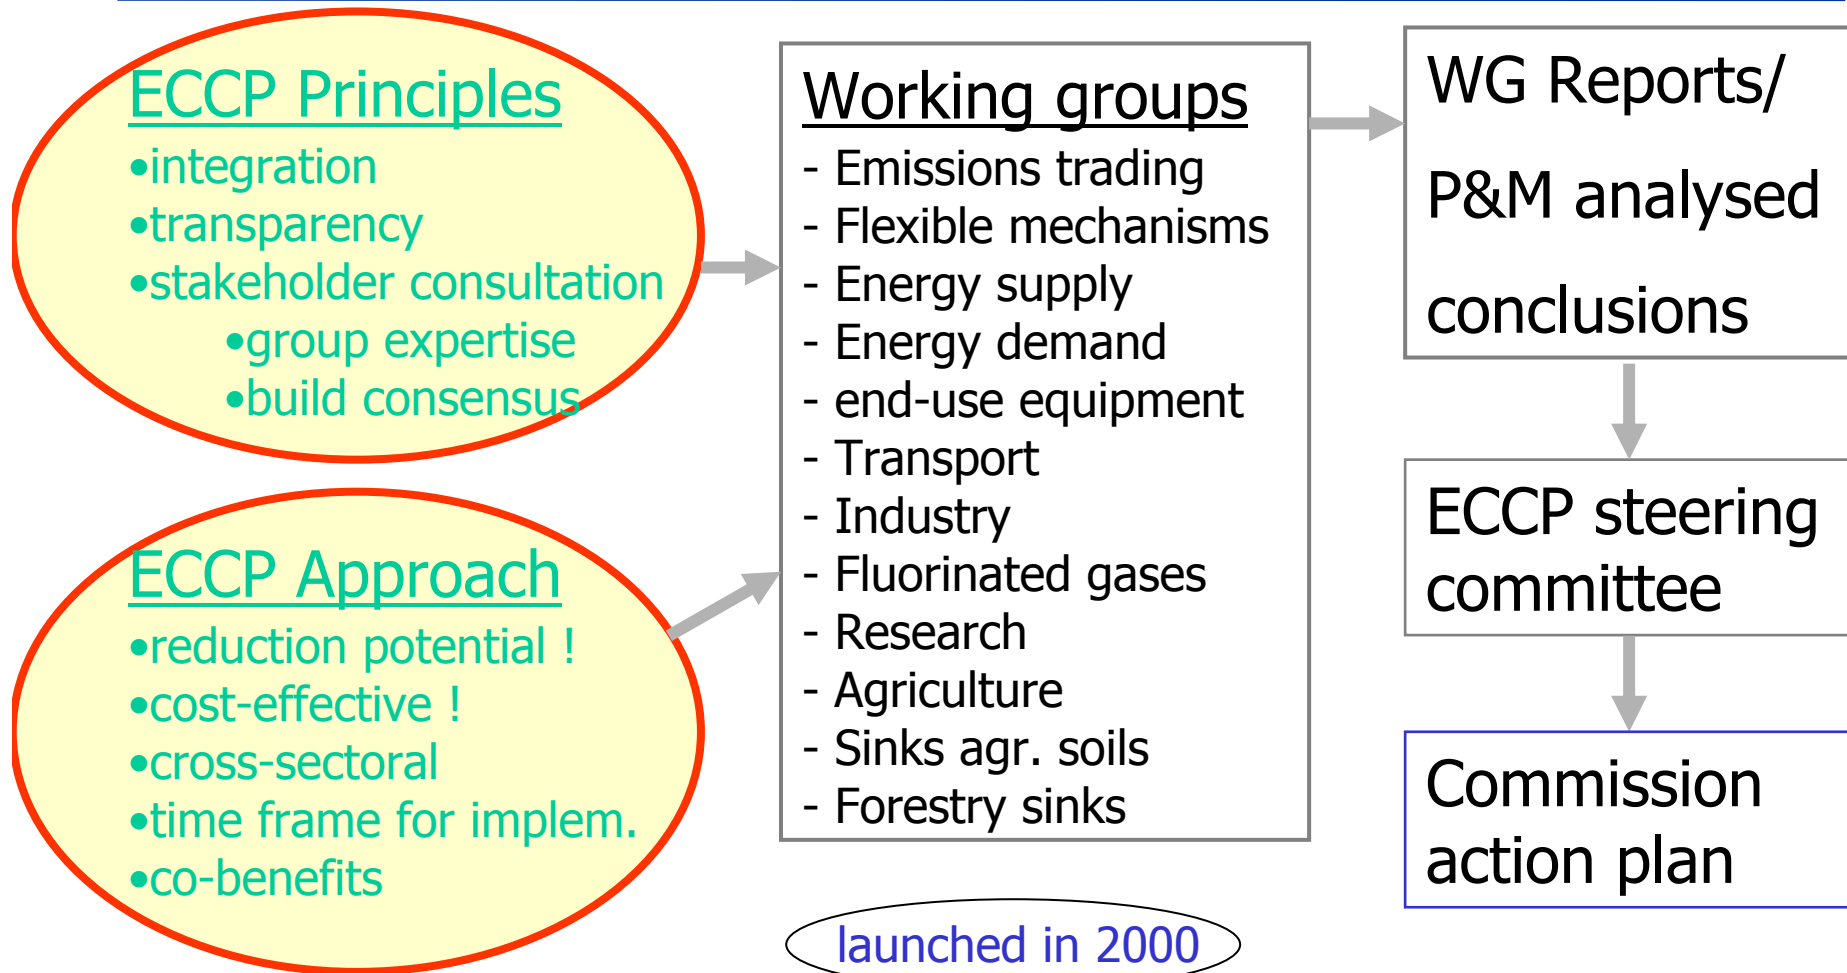 ECCP Principles
•integration
•transparency
•stakeholder consultation
•group expertise
•build consensus
ECCP Approach
•reduction potential !
•cost-effective !
•cross-sectoral
•time frame for implem.
•co-benefits
Working groups
- Emissions trading
- Flexible mechanisms
- Energy supply
- Energy demand
- end-use equipment
- Transport
- Industry
- Fluorinated gases
- Research
- Agriculture
- Sinks agr. soils
- Forestry sinks
launched in 2000
WG Reports/
P&M analysed
conclusions
ECCP steering
committee
Commission
action plan